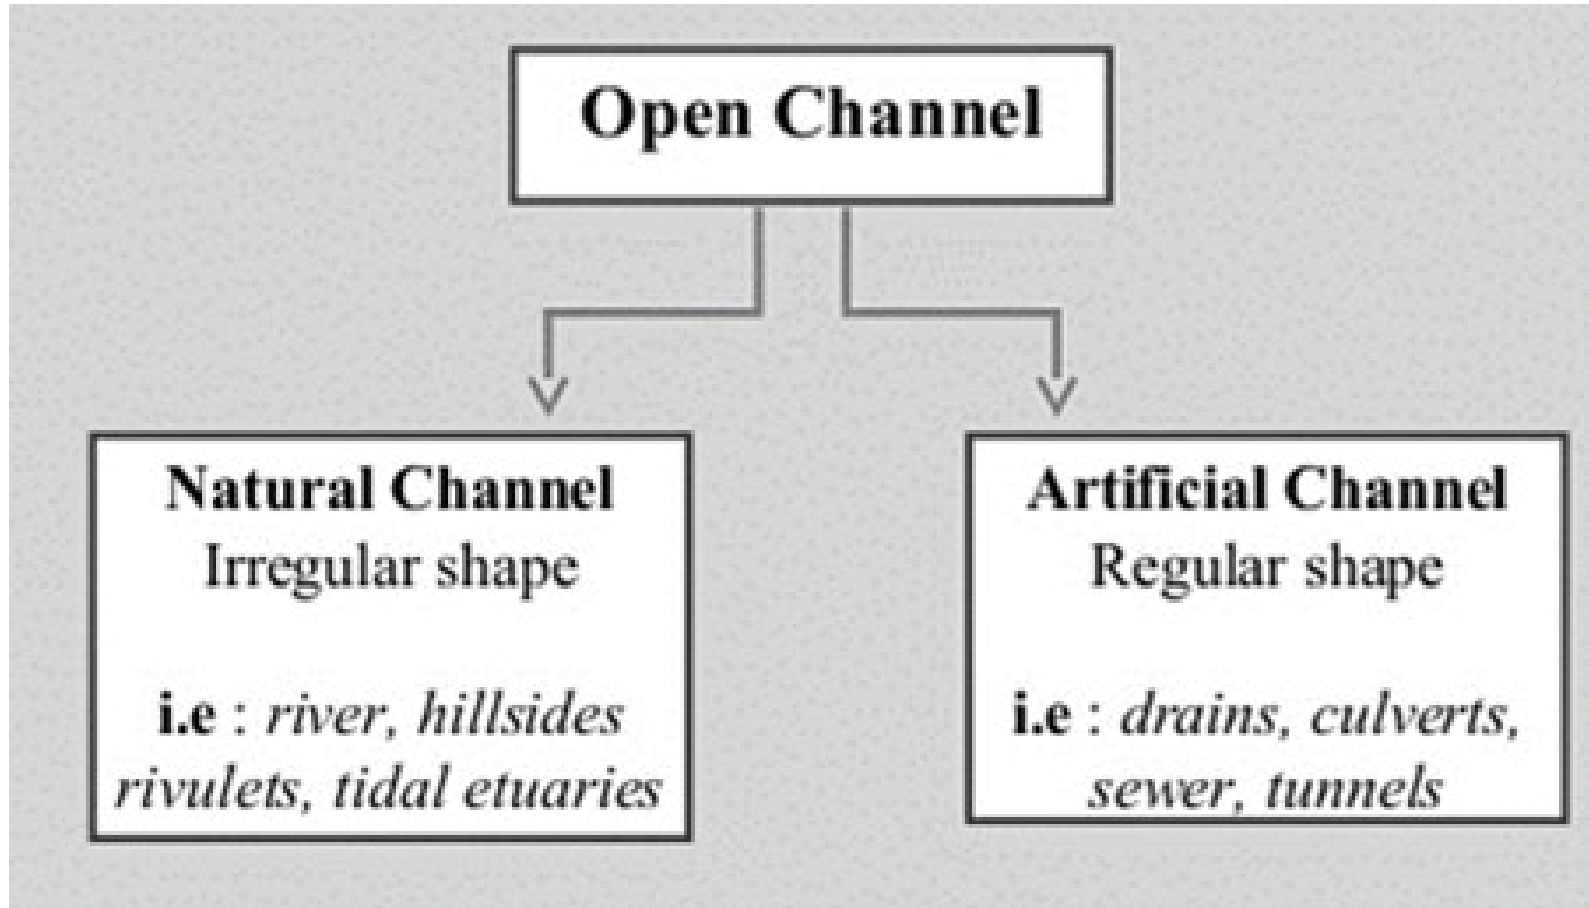 Open Channel
Natural Channel
Irregular shape
i.e : river, hillsides
rivulets, tidal etuaries
Artificial Channel
Regular shape
i.e : drains, culverts,
sewer, tunnels